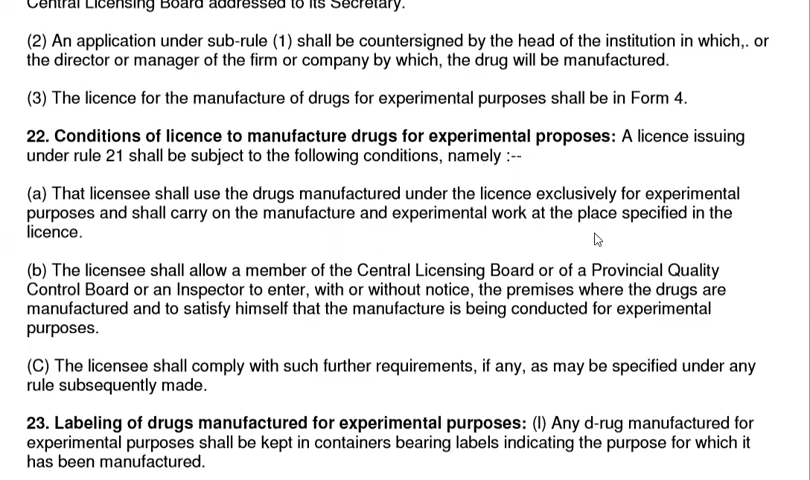 Central Licensing Board addressed to its Secretary.
(2) An application under sub-rule (1) shall be countersigned by the head of the institution in which,. or
the director or manager of the firm or company by which, the drug will be manufactured.
(3) The licence for the manufacture of drugs for experimental purposes shall be in Form 4.
22. Conditions of licence to manufacture drugs for experimental proposes: A licence issuing
under rule 21 shall be subject to the following conditions, namely :--
(a) That licensee shall use the drugs manufactured under the licence exclusively for experimental
purposes and shall carry on the manufacture and experimental work at the place specified in the
licence.
(b) The licensee shall allow a member of the Central Licensing Board or of a Provincial Quality
Control Board or an Inspector to enter, with or without notice, the premises where the drugs are
manufactured and to satisfy himself that the manufacture is being conducted for experimental
purposes.
(C) The licensee shall comply with such further requirements, if any, as may be specified under any
rule subsequently made.
23. Labeling of drugs manufactured for experimental purposes: (l) Any d-rug manufactured for
experimental purposes shall be kept in containers bearing labels indicating the purpose for which it
has been manufactured.